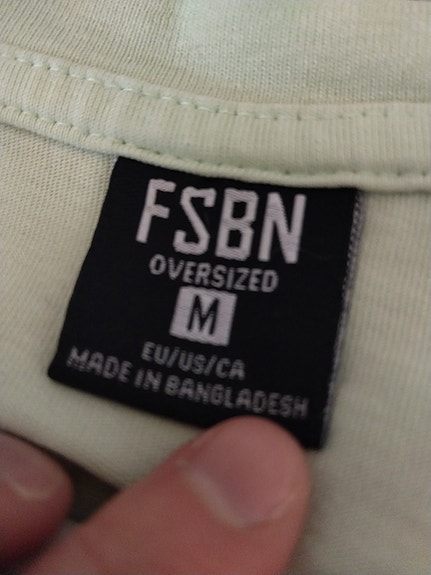 FSBN
OVERSIZED
M
EU/US/CA
MADE IN BANGLADESH